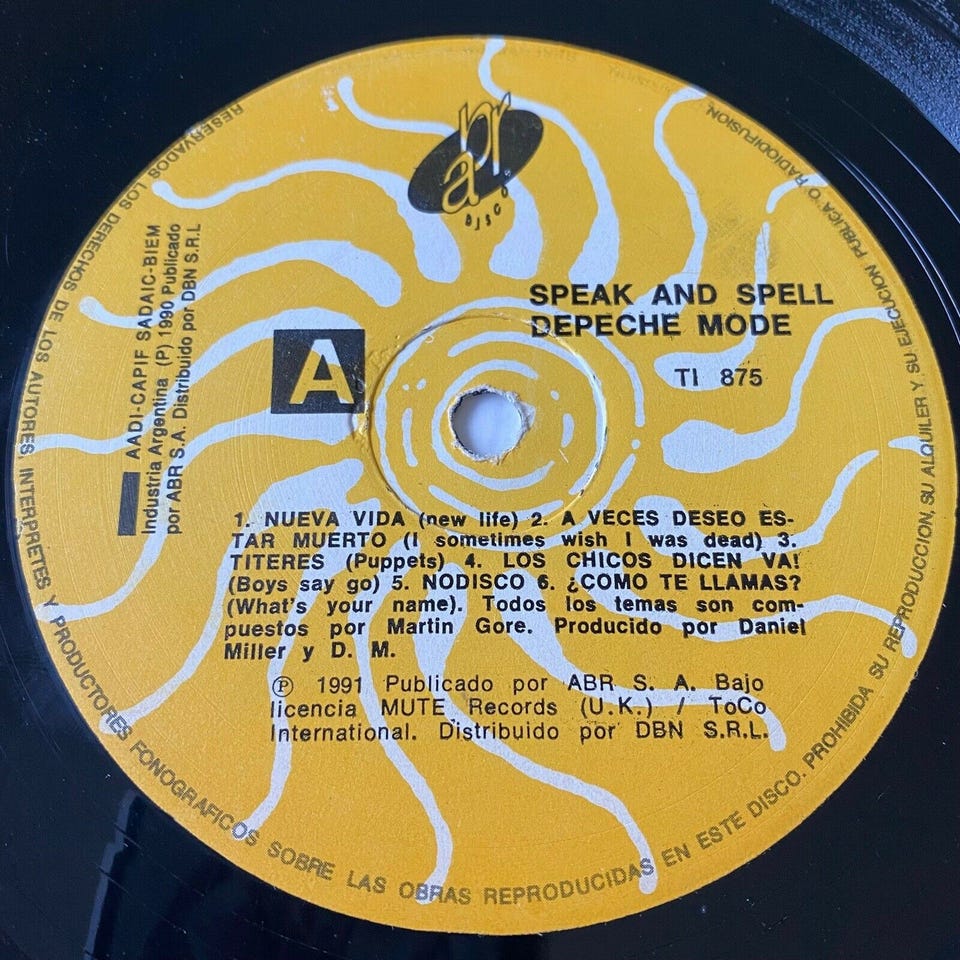 abr
DISCOS
SPEAK AND SPELL
DEPECHE MODE
TI 875
A
AADI-CAPIF SADAIC-BIEM
Industria Argentina (P) 1990 Publicado
por ABR S.A. Distribuido por DBN S.R.L
1. NUEVA VIDA (new life) 2. A VECES DESEO ES-
TAR MUERTO (I sometimes wish I was dead) 3.
TITERES (Puppets) 4. LOS CHICOS DICEN VA!
(Boys say go) 5. NODISCO 6. ¿COMO TE LLAMAS?
(What's your name). Todos los temas son com-
puestos por Martin Gore. Producido por Daniel
Miller y D. M.
Ⓟ 1991 Publicado por ABR S. A. Bajo
licencia MUTE Records (U.K.) / ToCo
International. Distribuido por DBN S.R.L.
RESERVADOS LOS DERECHOS DE LOS AUTORES, INTERPRETES Y PRODUCTORES FONOGRAFICOS SOBRE LAS OBRAS REPRODUCIDAS EN ESTE DISCO. PROHIBIDA SU REPRODUCCION, SU ALQUILER Y SU EJECUCION PUBLICA O RADIODIFUSION.